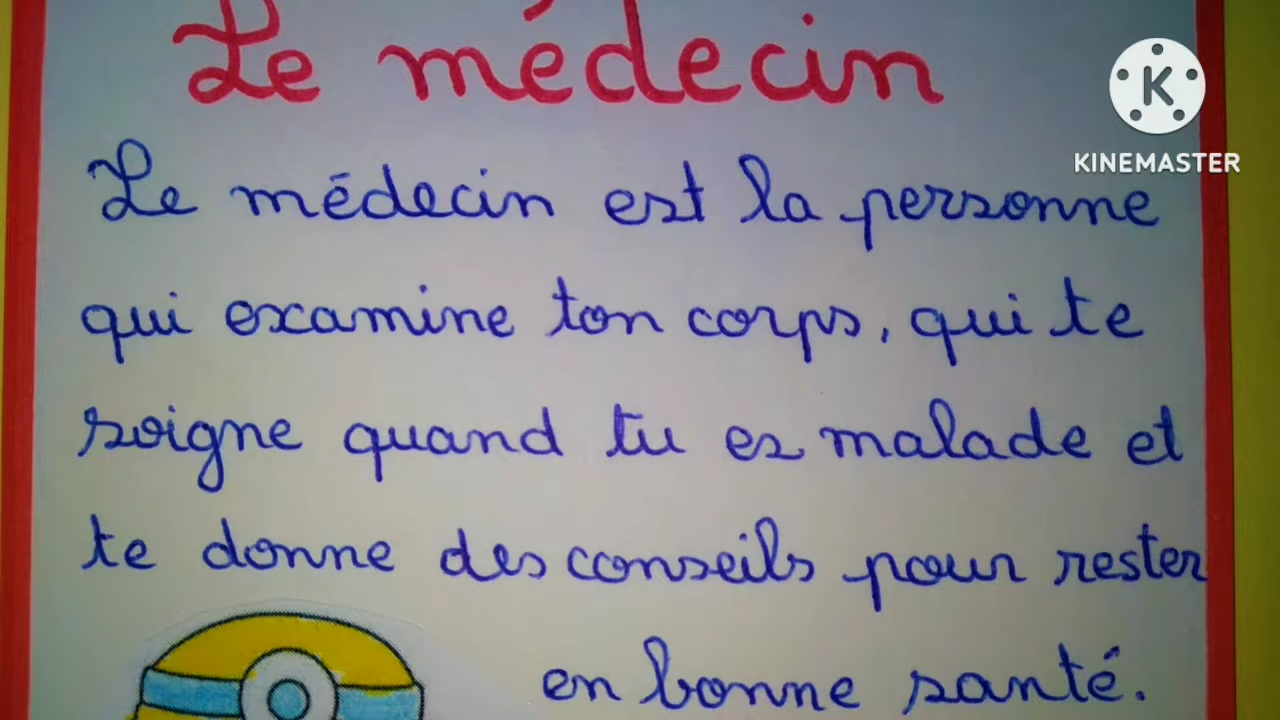 Le médecin
K
KINEMASTER
Le médecin est la personne
qui examine ton corps, qui te
soigne quand tu es malade et
te donne des conseils pour rester
en bonne santé.